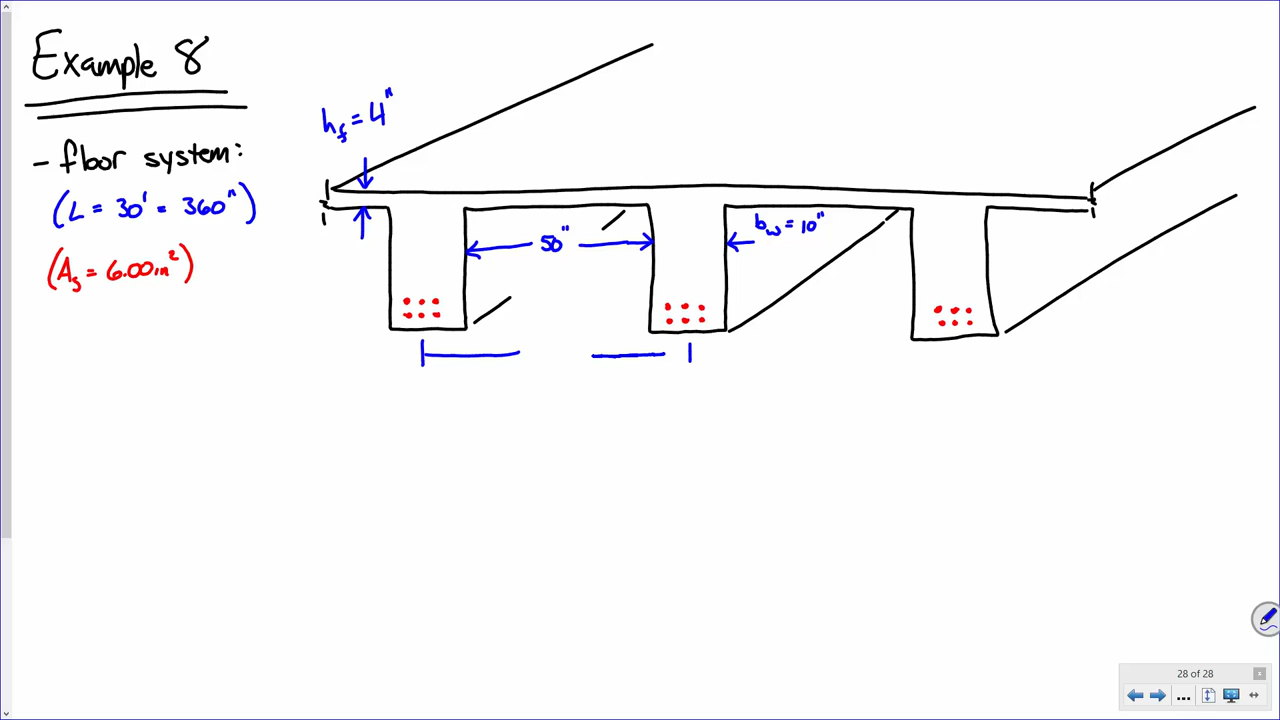 Example 8
- floor system:
(L = 30' = 360")
(As = 6.00in²)
hf = 4"
50"
bw = 10"
28 of 28